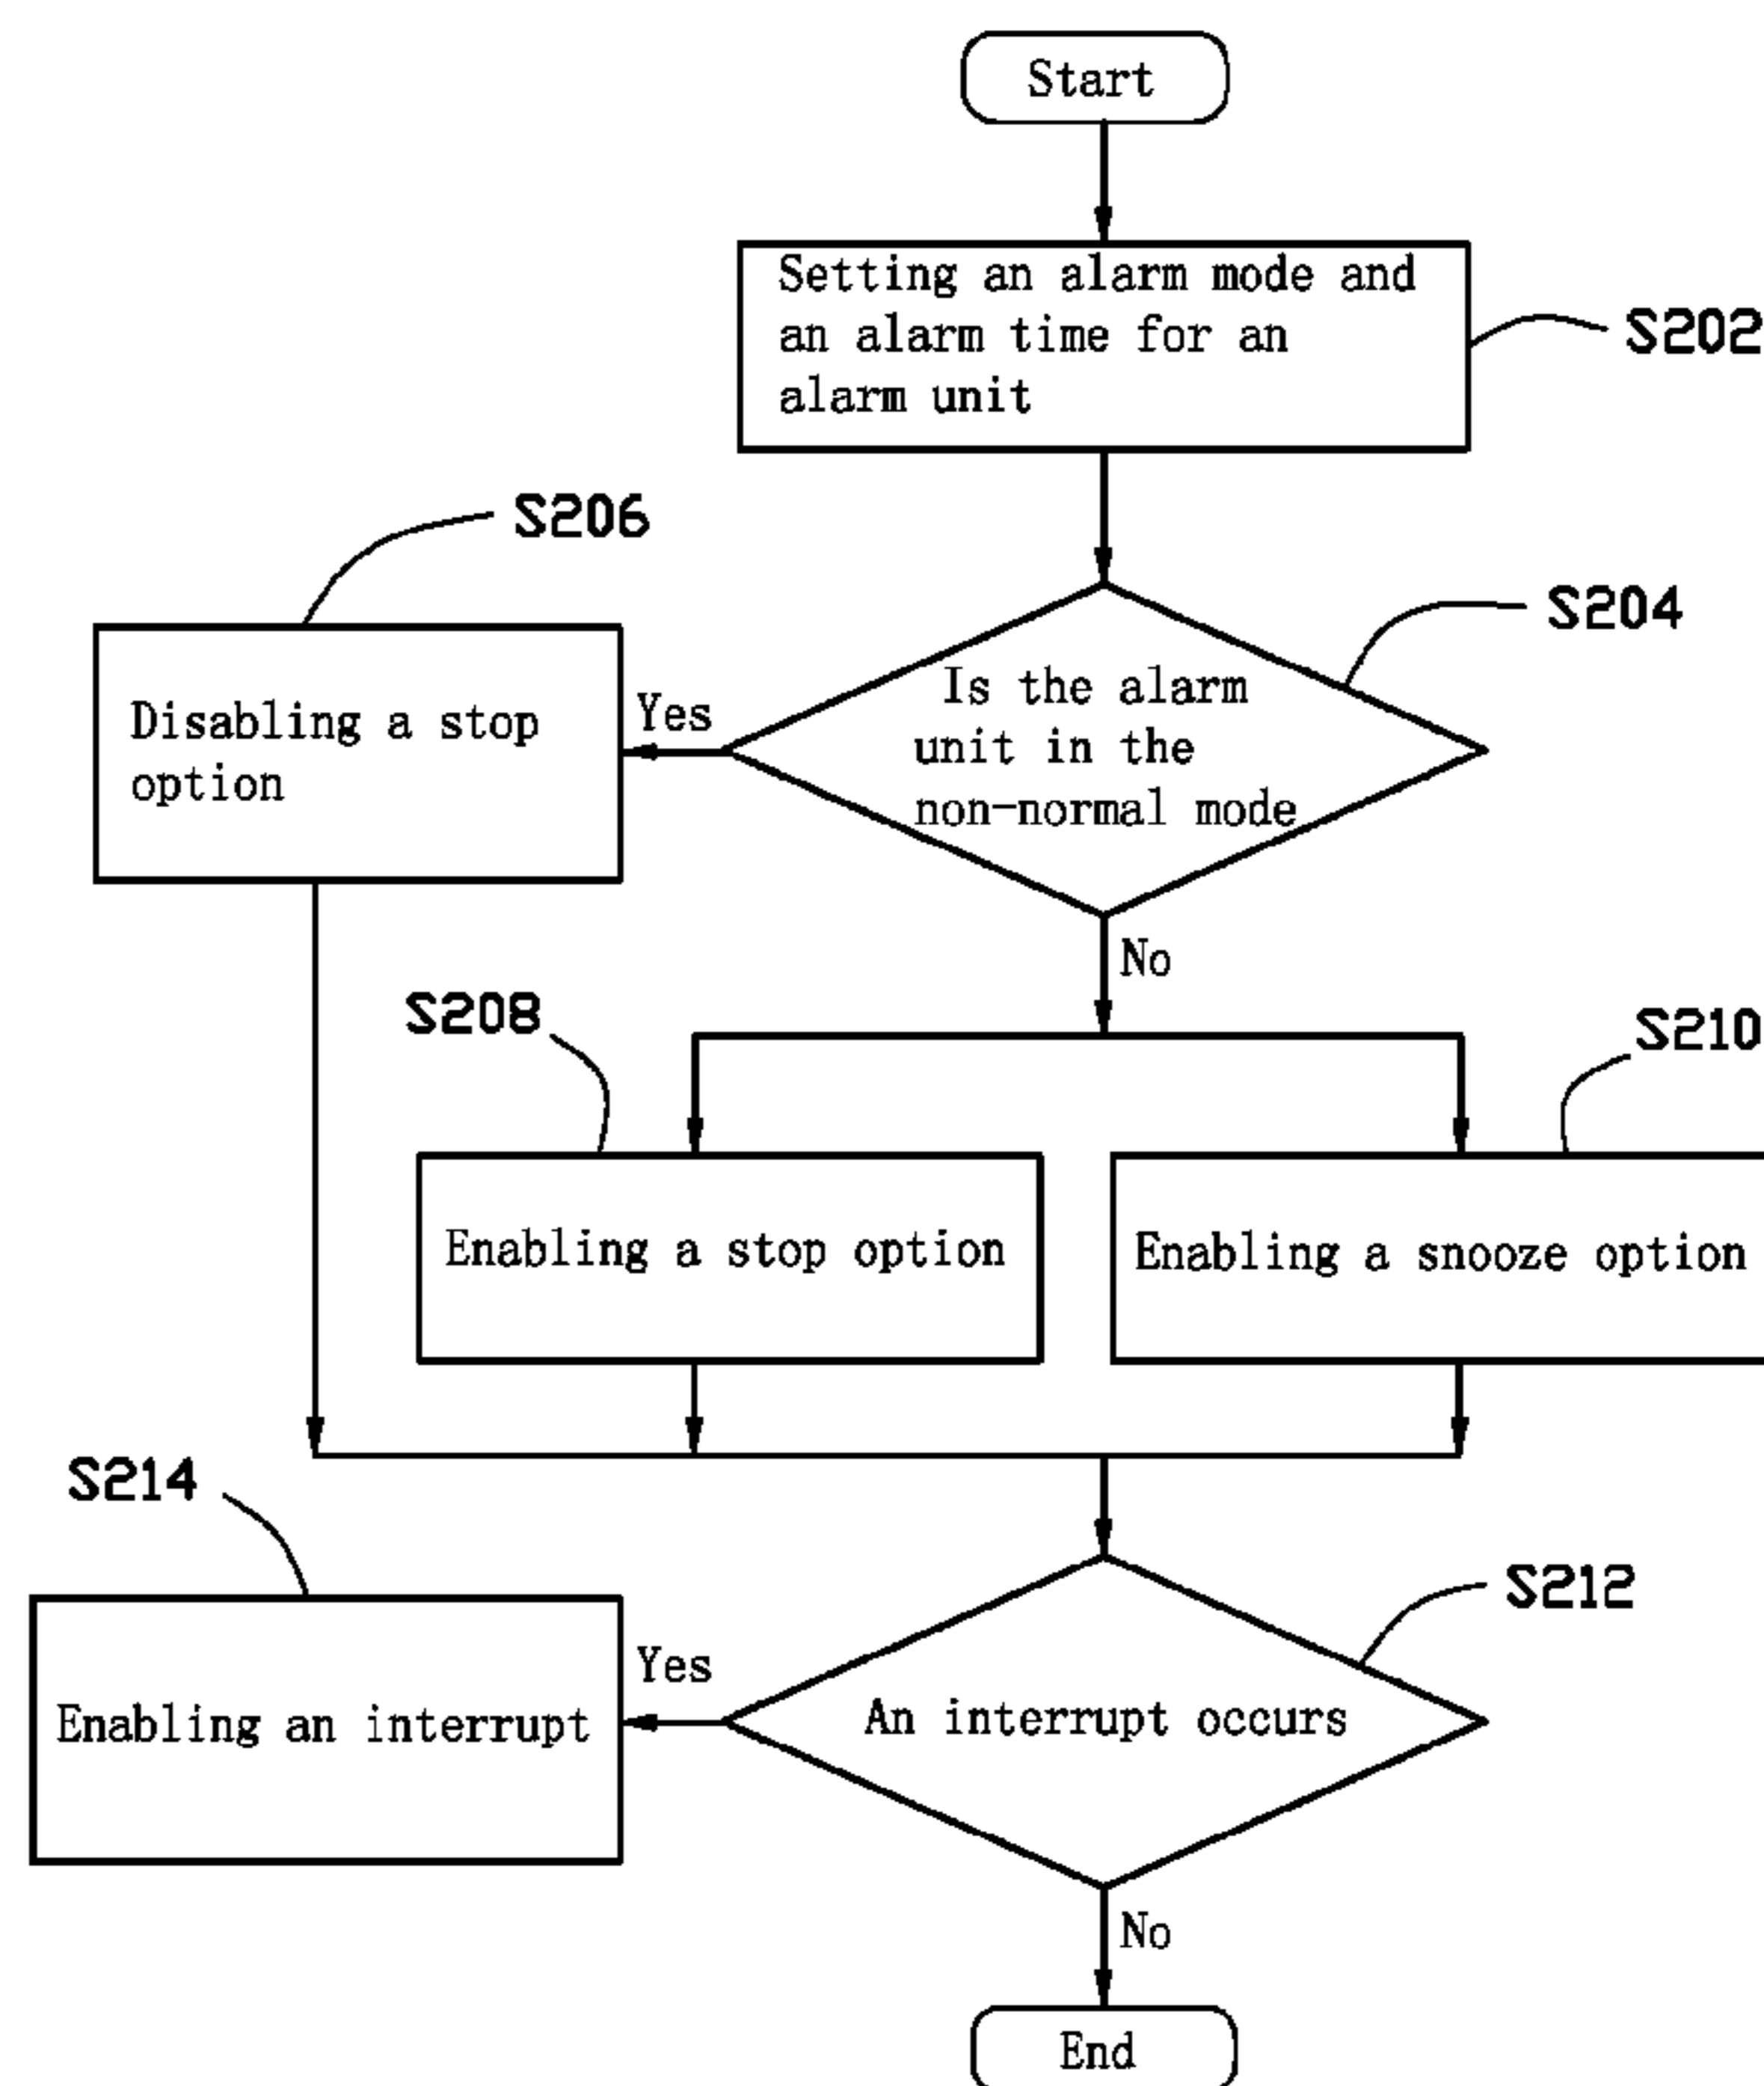 Start
Setting an alarm mode and
an alarm time for an
alarm unit
S202
S206
S204
Disabling a stop
option
Yes
Is the alarm
unit in the
non-normal mode
No
S208
S210
Enabling a stop option
Enabling a snooze option
S214
S212
Enabling an interrupt
Yes
An interrupt occurs
No
End